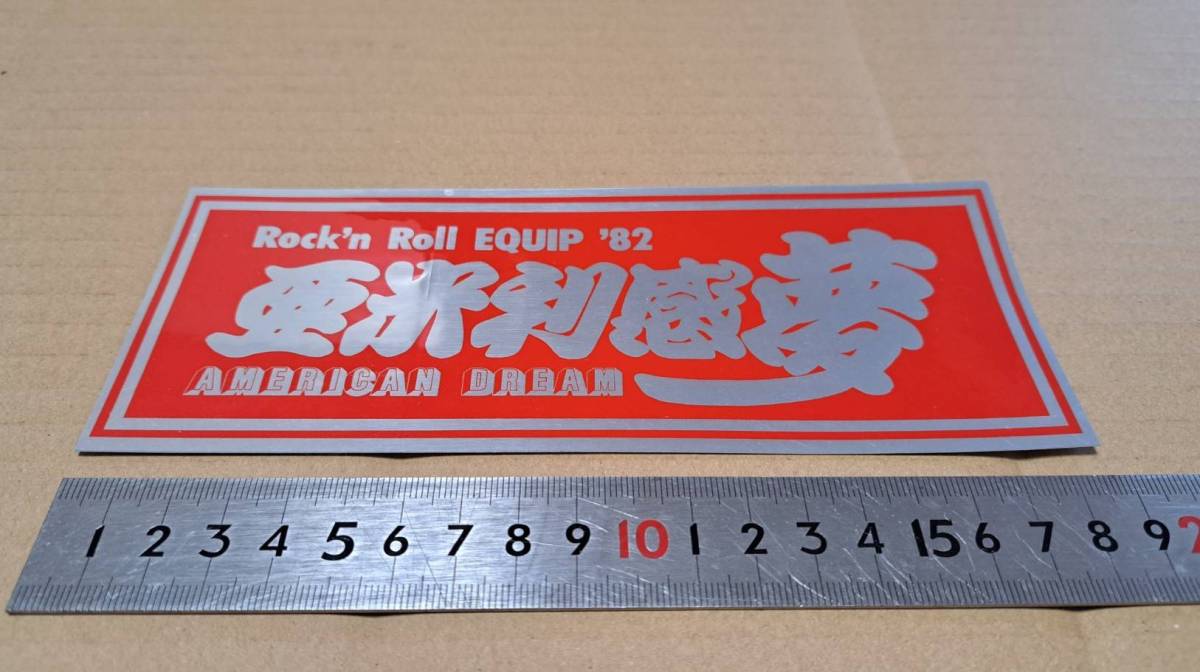 Rock'n Roll EQUIP '82
亜米利感夢
AMERICAN DREAM
1 2 3 4 5 6 7 8 9 10 1 2 3 4 15 6 7 8 9 2